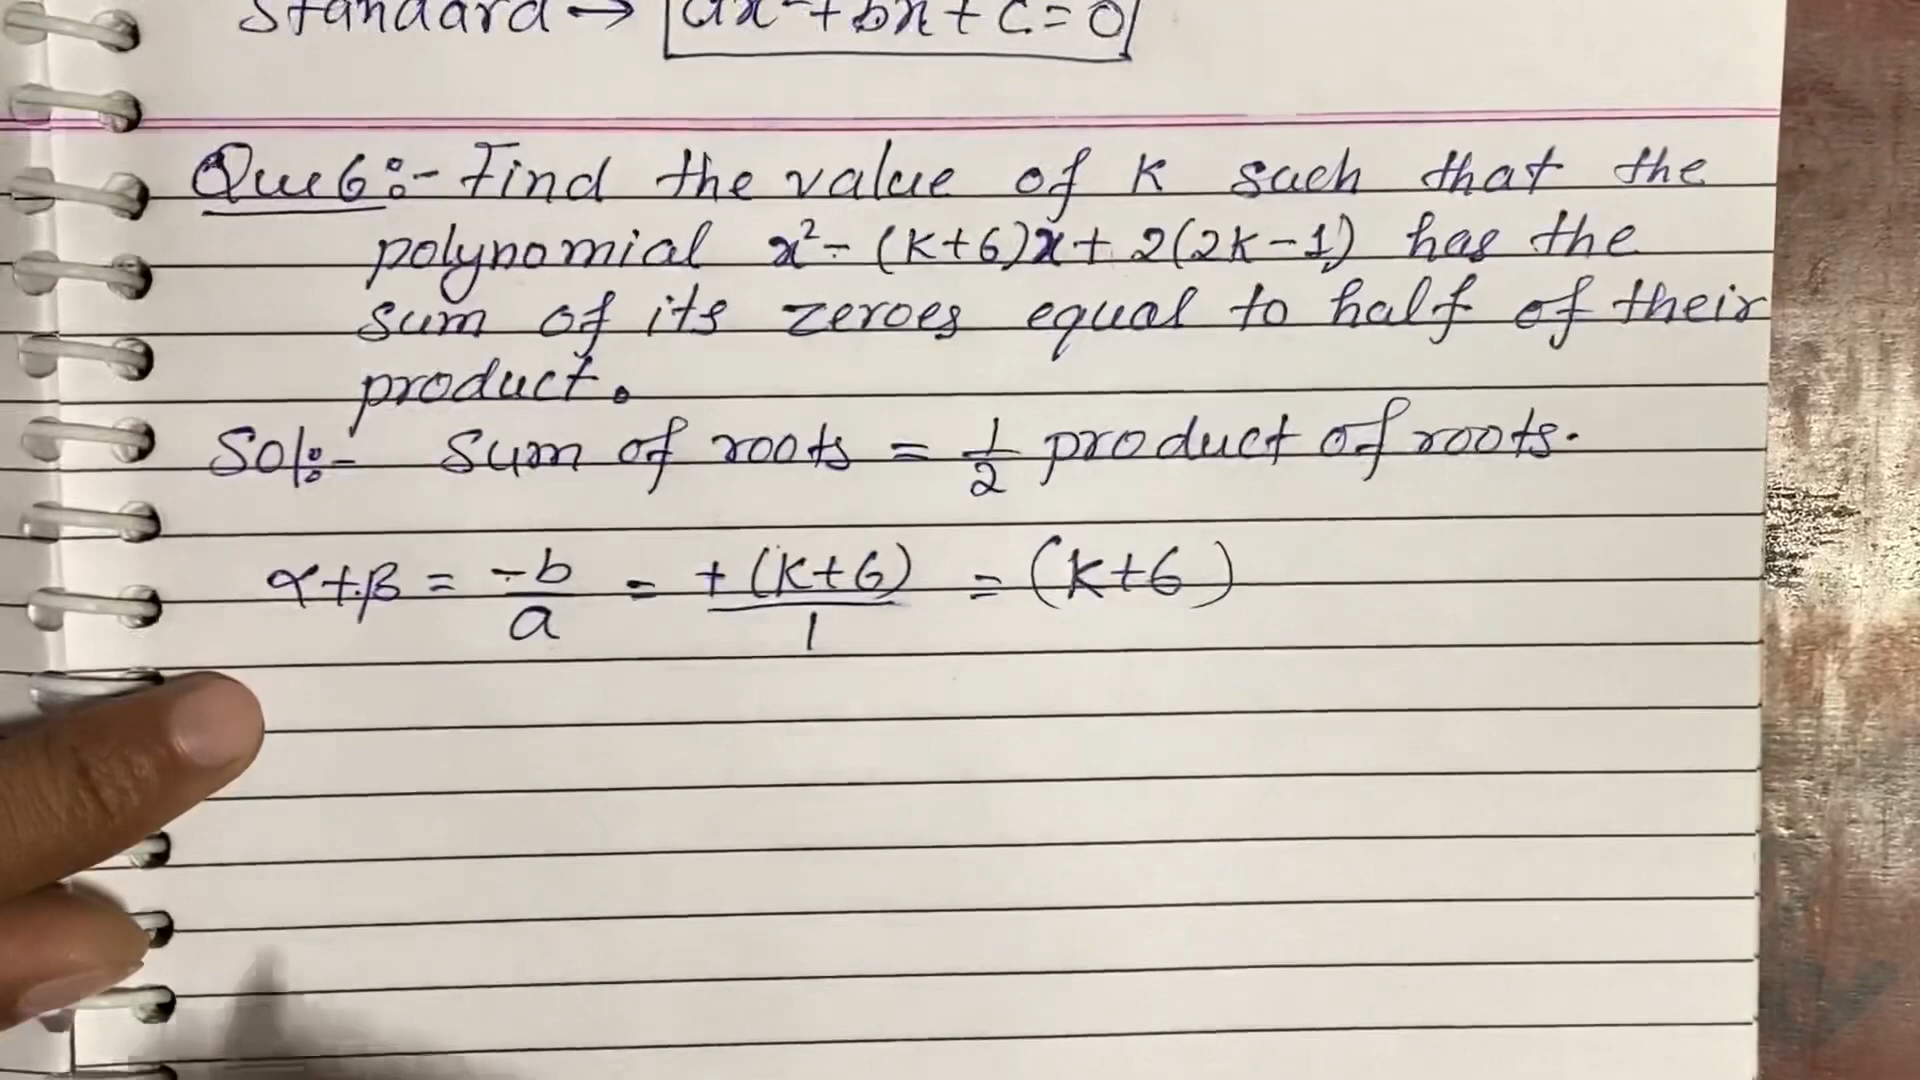 Standard → ax²+bx+c=0
Que6:- Find the value of K such that the
polynomial x²-(K+6)x+2(2K-1) has the
sum of its zeroes equal to half of their
product.
Sol:- Sum of roots = 1/2 product of roots.
α+β = -b/a = +(K+6)/1 = (K+6)